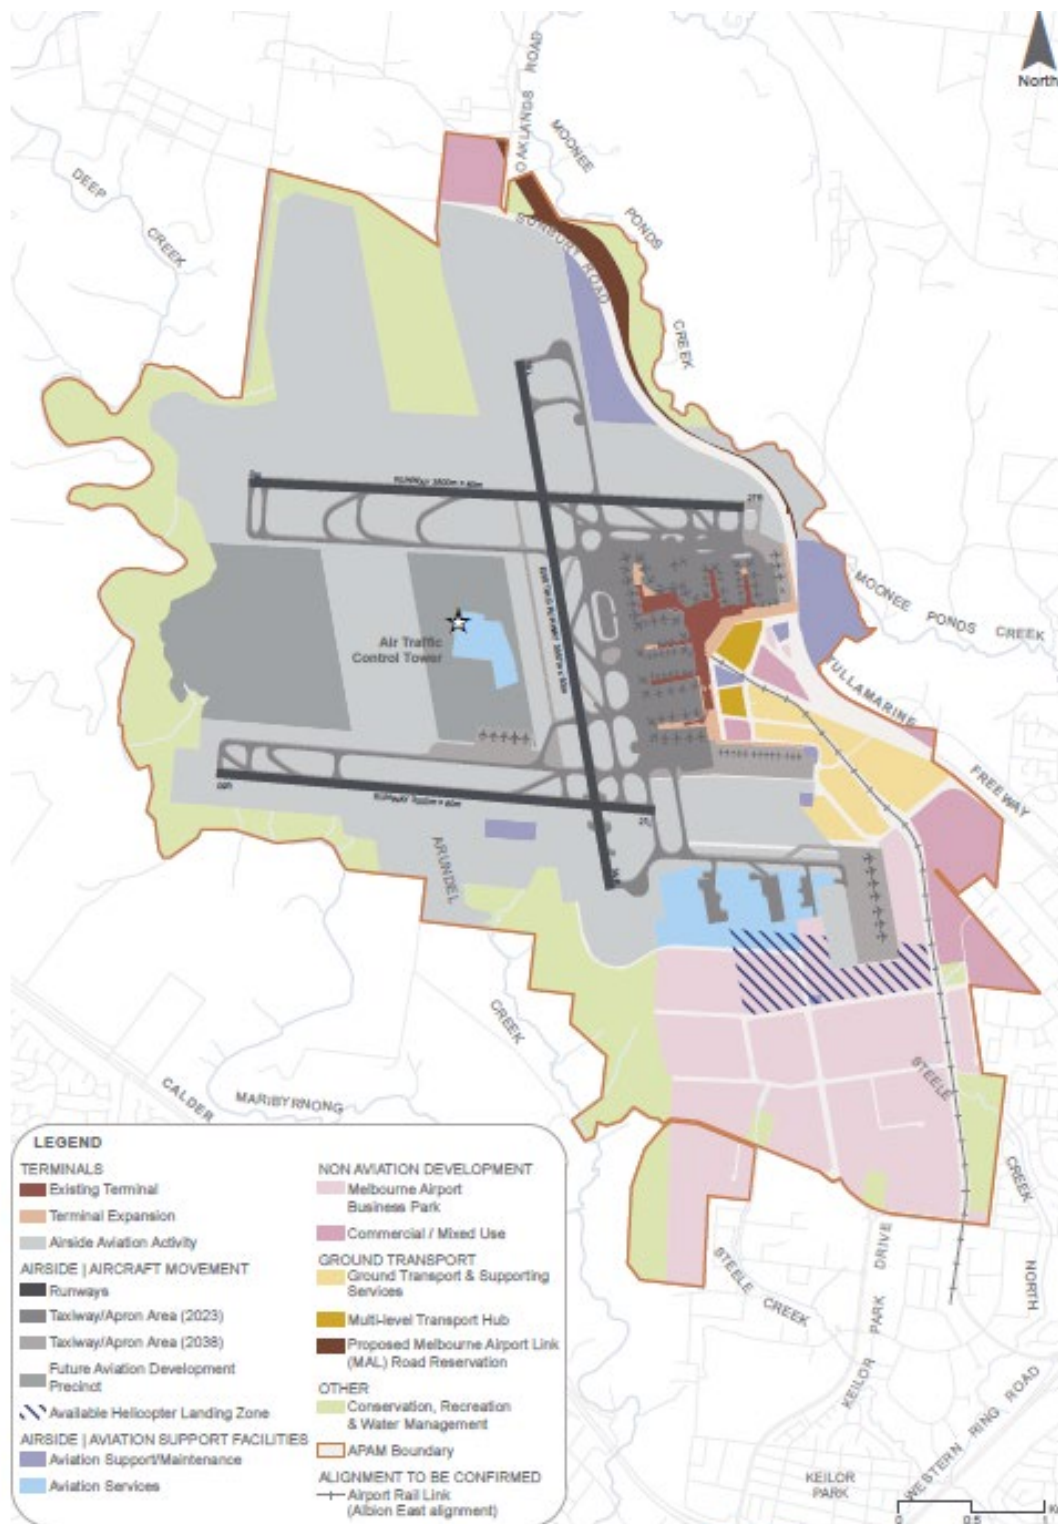 North
OAKLANDS ROAD
MOONEE
PONDS
CREEK
DEEP
CREEK
SUNBURY ROAD
27R
Air Traffic
Control Tower
MOONEE PONDS CREEK
TULLAMARINE
FREEWAY
09R
27L
ARUNDEL
CREEK
CALDER
MARIBYRNONG
STEELE
CREEK
NORTH
STEELE CREEK
KEILOR PARK DRIVE
WESTERN RING ROAD
KEILOR
PARK
0 0.5 1
LEGEND
TERMINALS
Existing Terminal
Terminal Expansion
Airside Aviation Activity
AIRSIDE | AIRCRAFT MOVEMENT
Runways
Taxiway/Apron Area (2023)
Taxiway/Apron Area (2038)
Future Aviation Development
Precinct
Available Helicopter Landing Zone
AIRSIDE | AVIATION SUPPORT FACILITIES
Aviation Support/Maintenance
Aviation Services
NON AVIATION DEVELOPMENT
Melbourne Airport
Business Park
Commercial / Mixed Use
GROUND TRANSPORT
Ground Transport & Supporting
Services
Multi-level Transport Hub
Proposed Melbourne Airport Link
(MAL) Road Reservation
OTHER
Conservation, Recreation
& Water Management
APAM Boundary
ALIGNMENT TO BE CONFIRMED
Airport Rail Link
(Albion East alignment)